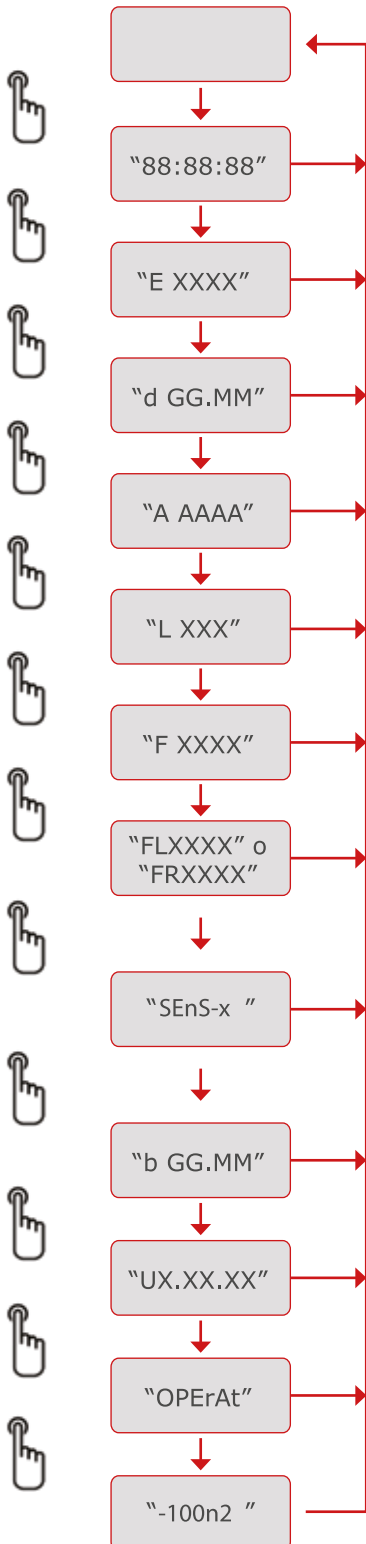 “88:88:88”
“E XXXX”
“d GG.MM”
“A AAAA”
“L XXX”
“F XXXX”
“FLXXXX” o
“FRXXXX”
“SEnS-x ”
“b GG.MM”
“UX.XX.XX”
“OPErAt”
“-100n2 ”